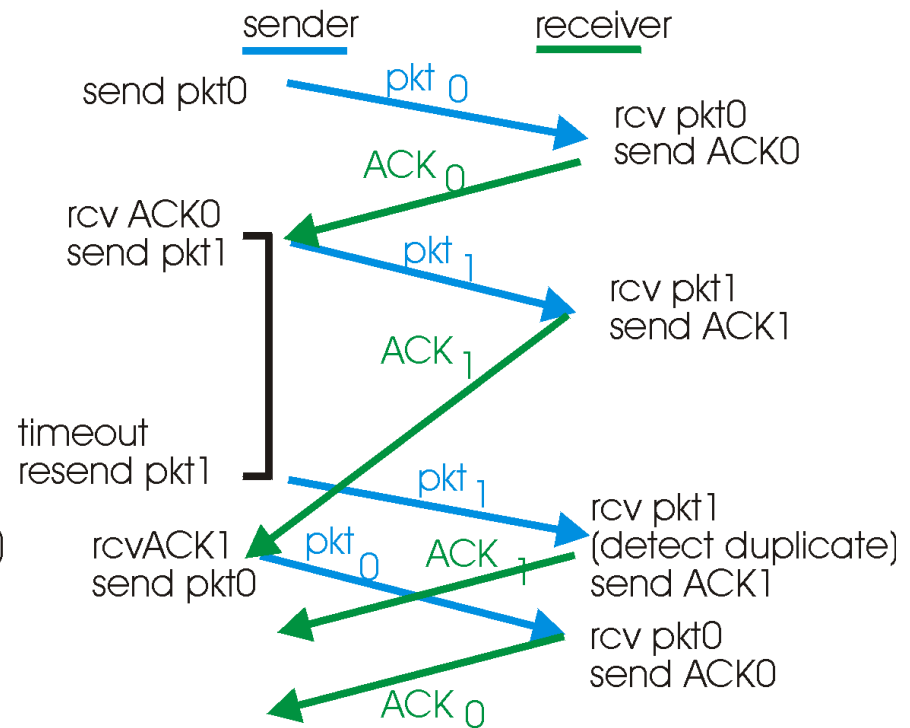 sender
receiver
send pkt0
pkt 0
rcv pkt0
send ACK0
ACK 0
rcv ACK0
send pkt1
pkt 1
rcv pkt1
send ACK1
ACK 1
timeout
resend pkt1
pkt 1
rcv pkt1
(detect duplicate)
send ACK1
)
rcvACK1
send pkt0
pkt 0
ACK 1
rcv pkt0
send ACK0
ACK 0